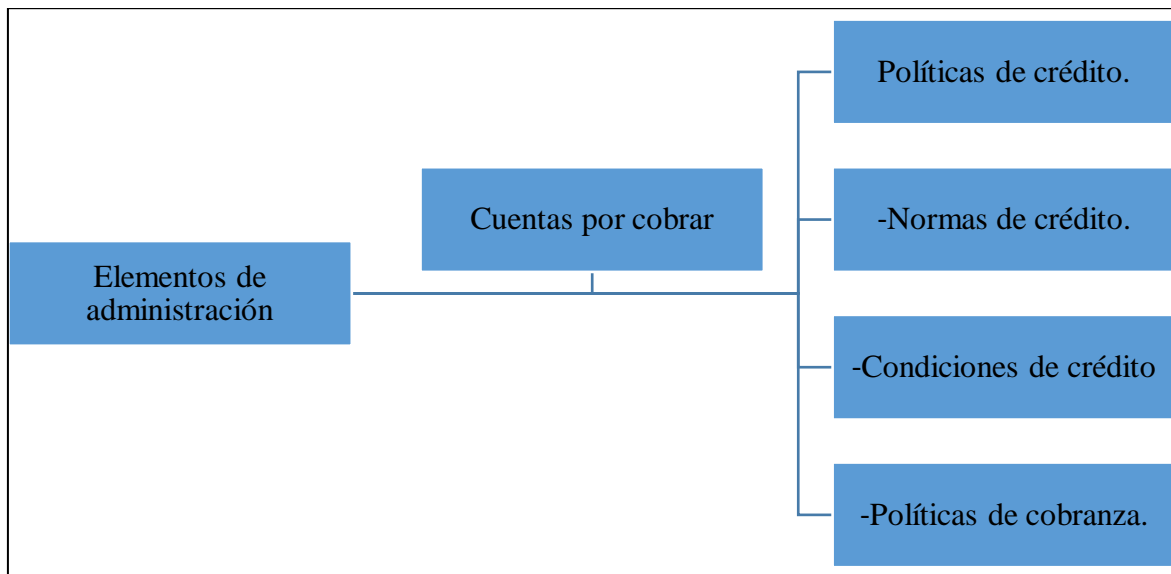 Elementos de
administración
Cuentas por cobrar
Políticas de crédito.
-Normas de crédito.
-Condiciones de crédito
-Políticas de cobranza.